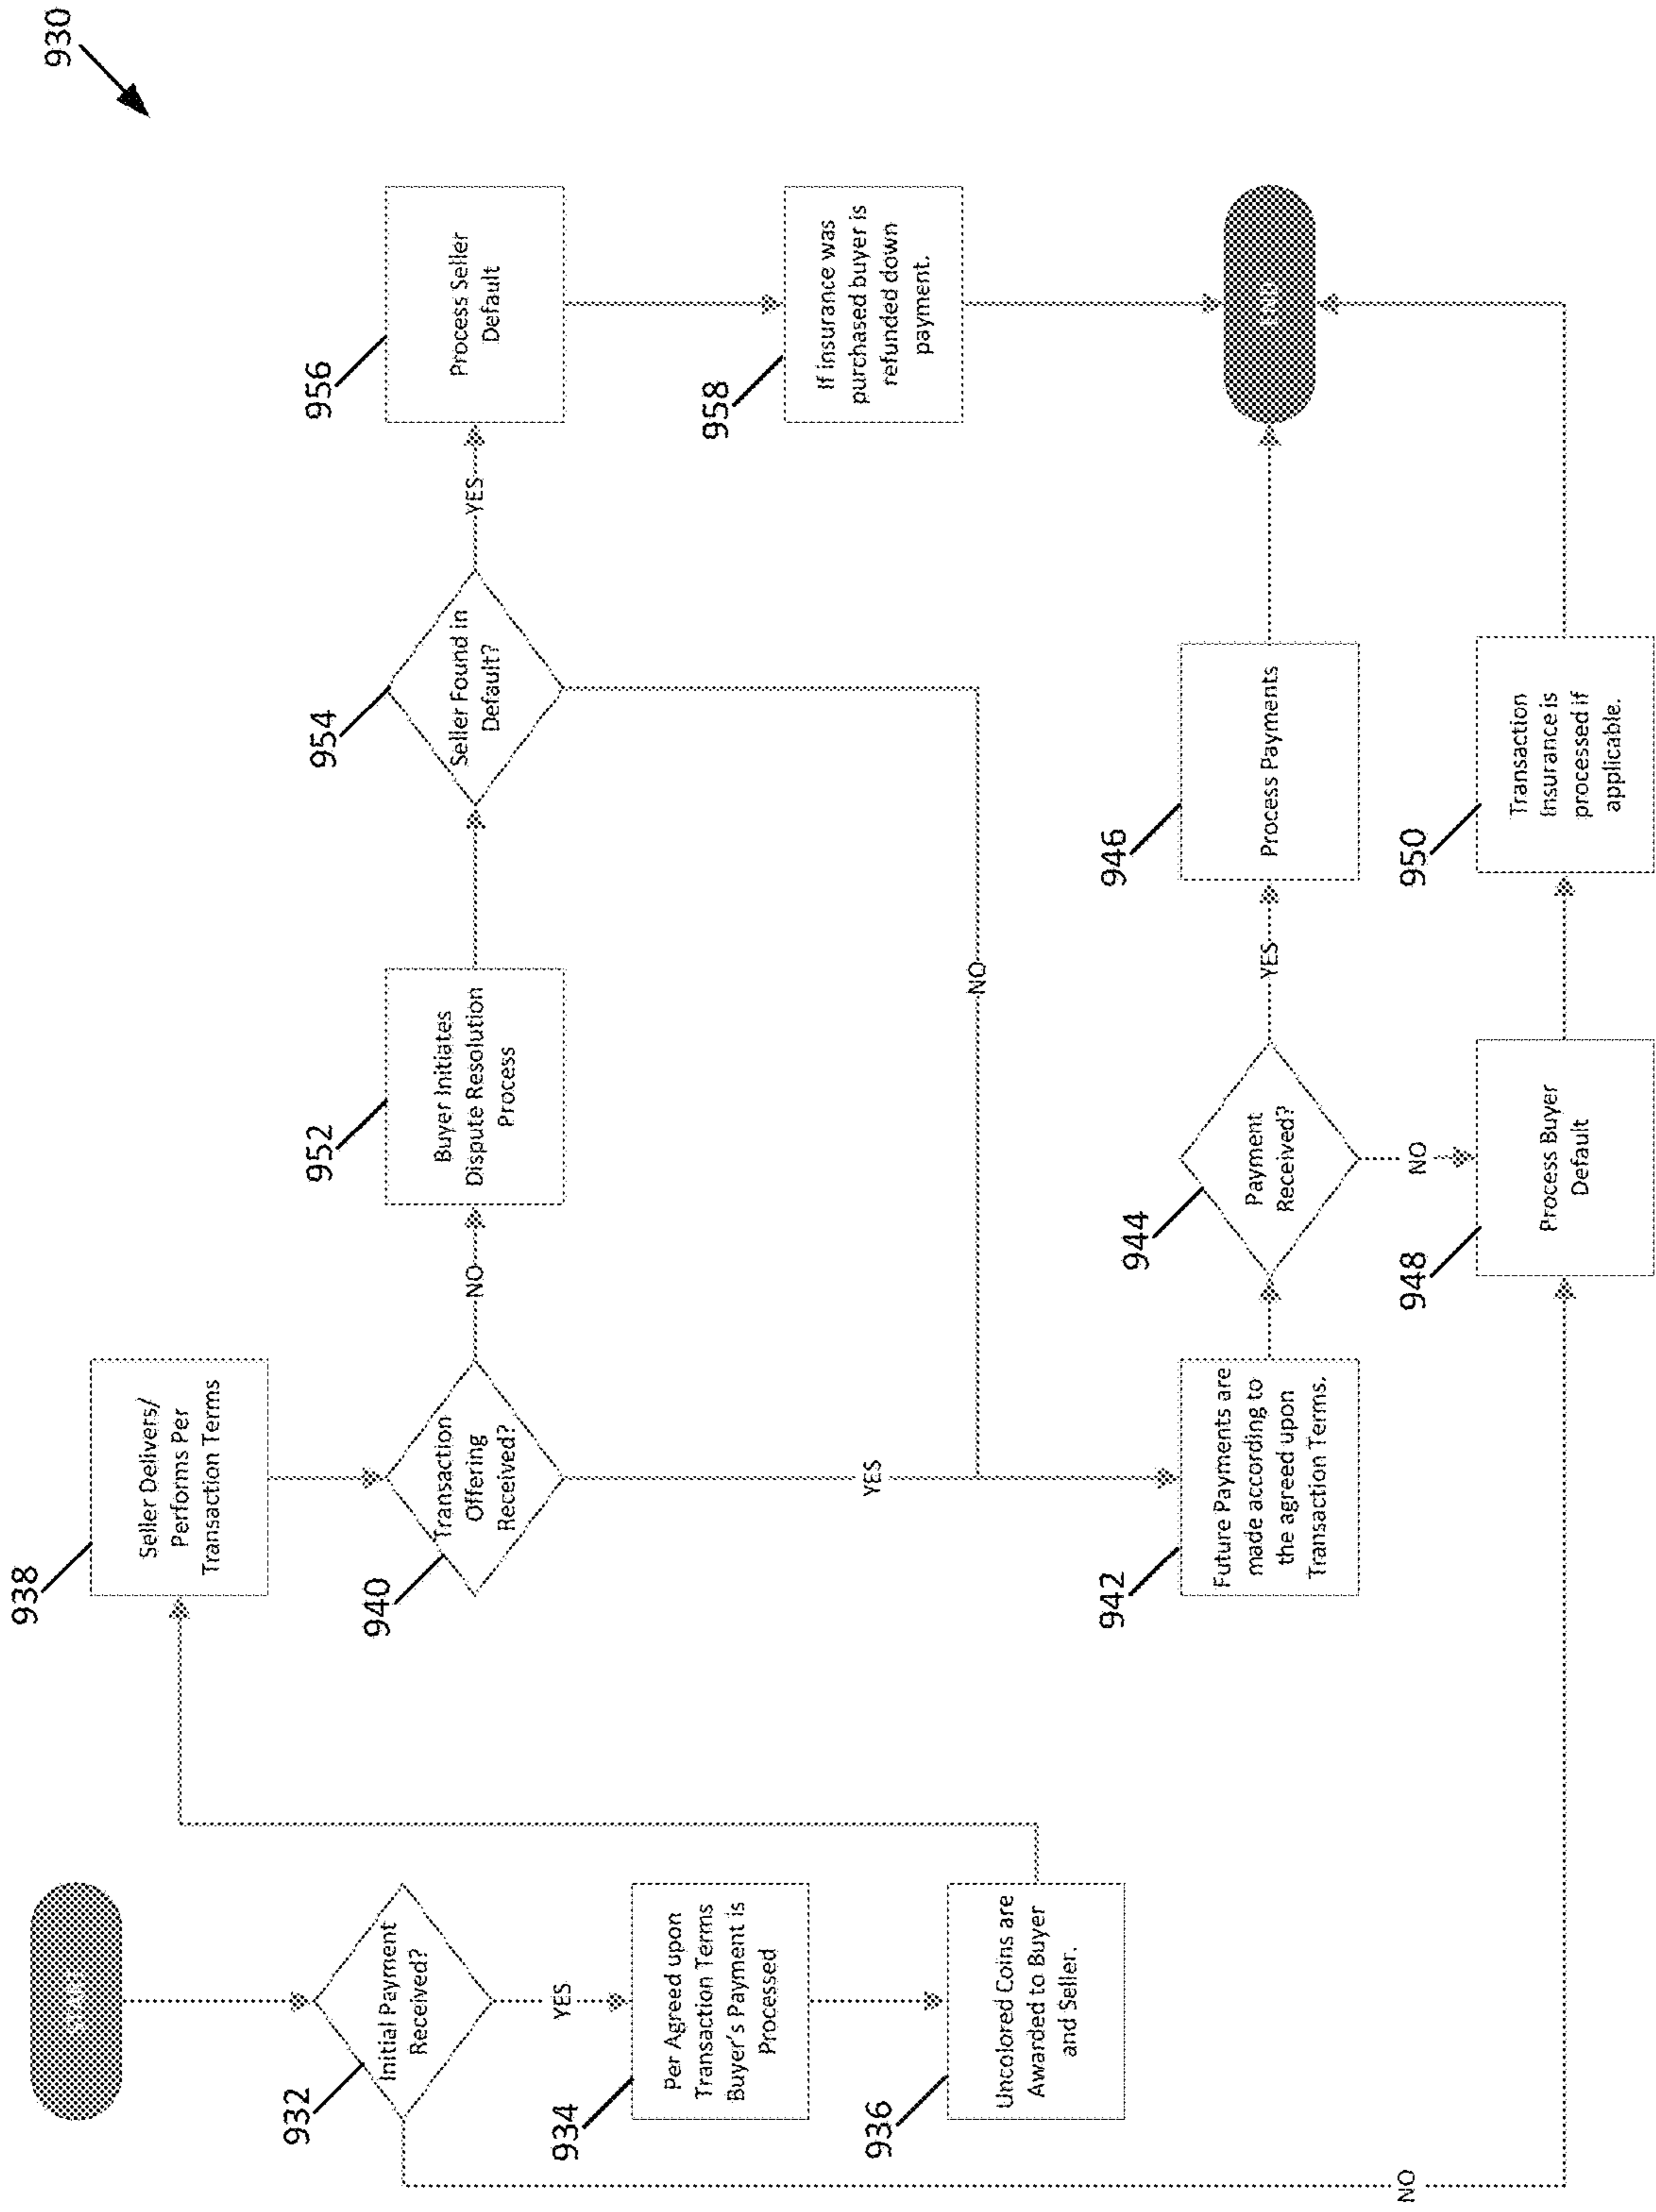 930
Initial Payment
Received?
932
YES
NO
Per Agreed upon
Transaction Terms
Buyer's Payment is
Processed
934
Uncolored Coins are
Awarded to Buyer
and Seller.
936
Seller Delivers/
Perfoms Per
Transaction Terms
938
Transaction
Offering
Received?
940
NO
YES
Buyer Initiates
Dispute Resolution
Process
952
Seller Found in
Default?
954
YES
NO
Process Seller
Default
956
If insurance was
purchased buyer is
refunded down
payment.
958
Future Payments are
made according to
the agreed upon
Transaction Terms.
942
Payment
Received?
944
YES
NO
Process Payments
946
Process Buyer
Default
948
Transaction
Insurance is
processed if
applicable.
950